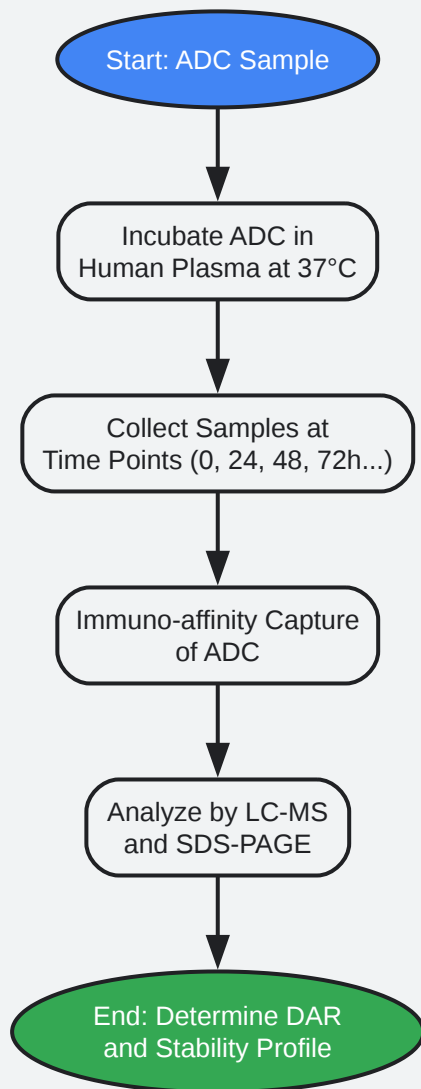 Start: ADC Sample
Incubate ADC in
Human Plasma at 37°C
Collect Samples at
Time Points (0, 24, 48, 72h...)
Immuno-affinity Capture
of ADC
Analyze by LC-MS
and SDS-PAGE
End: Determine DAR
and Stability Profile